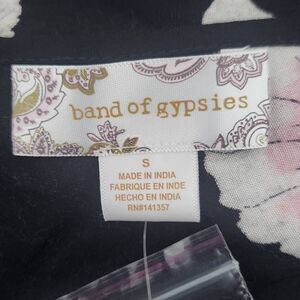 band of gypsies
S
MADE IN INDIA
FABRIQUE EN INDE
HECHO EN INDIA
RN#141357